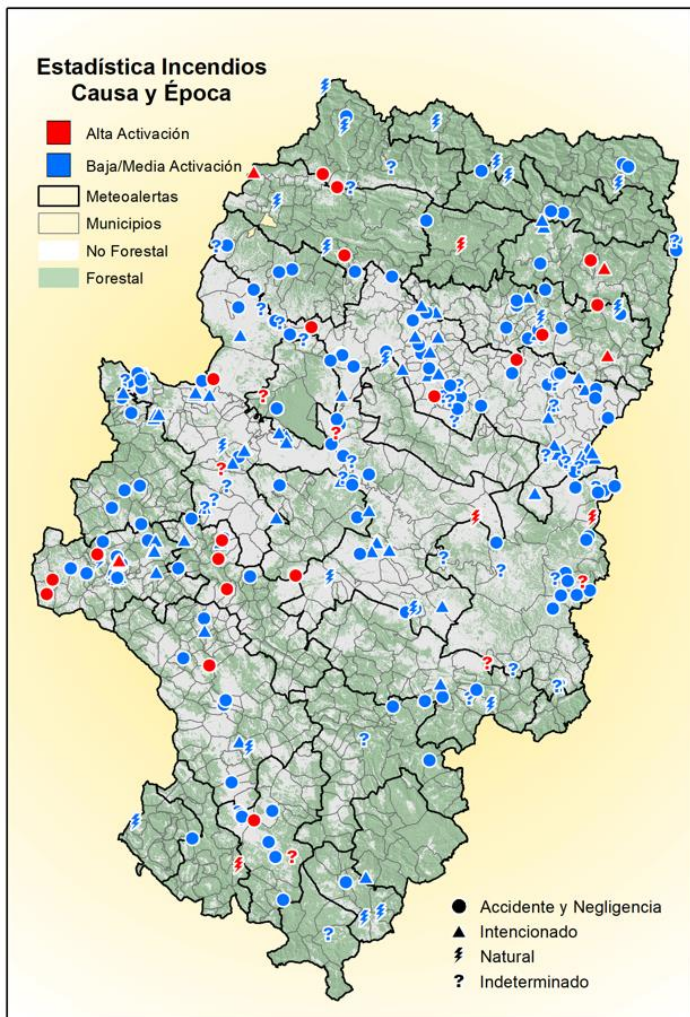 Estadística Incendios
Causa y Época
Alta Activación
Baja/Media Activación
Meteoalertas
Municipios
No Forestal
Forestal
Accidente y Negligencia
Intencionado
Natural
? Indeterminado